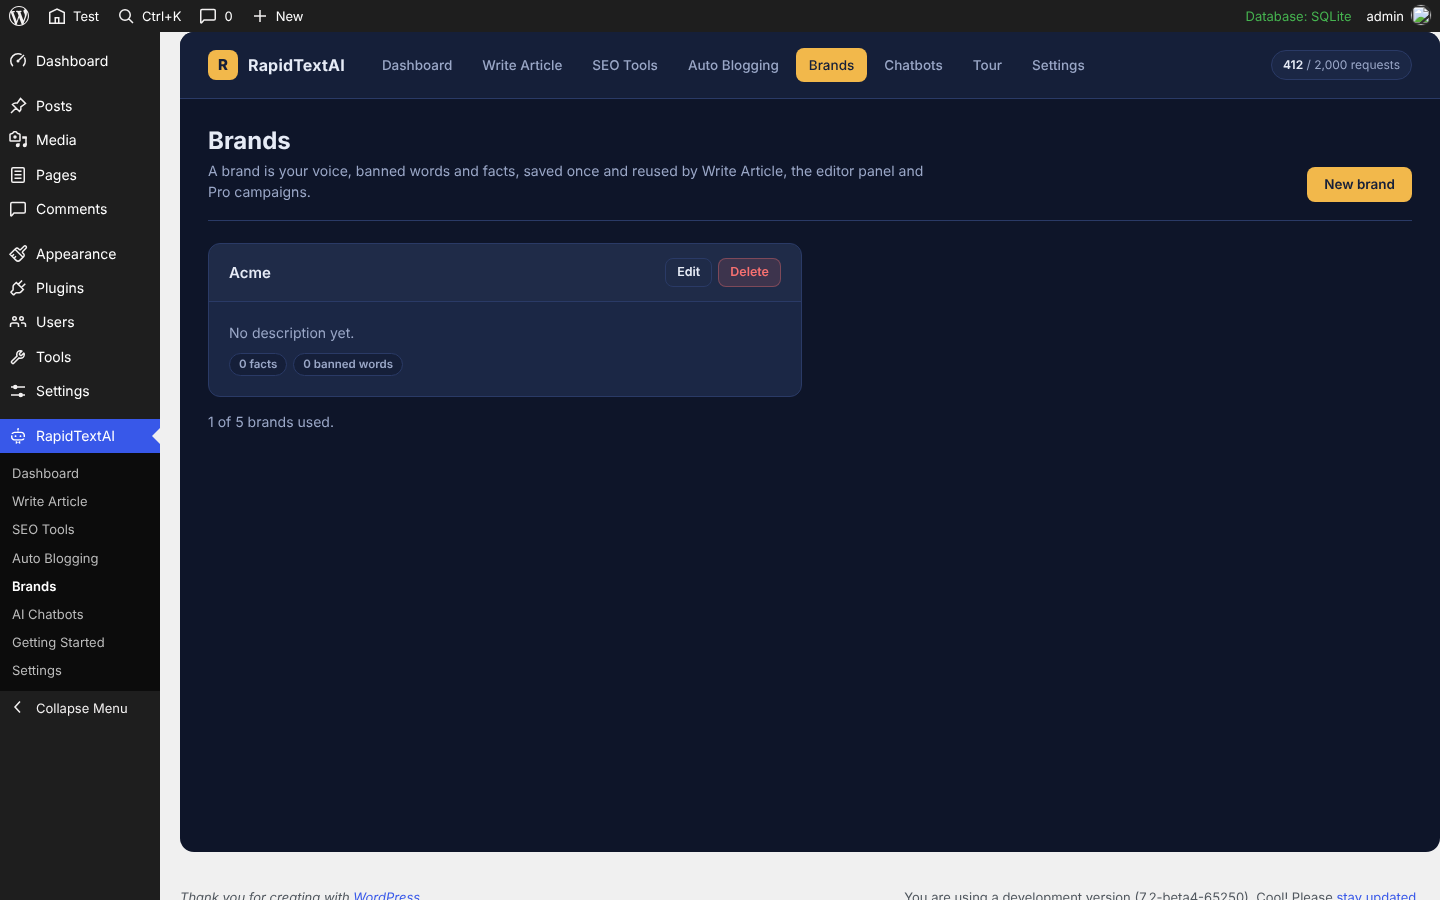 Test
Ctrl+K
0
New
Database: SQLite
admin
Dashboard
Posts
Media
Pages
Comments
Appearance
Plugins
Users
Tools
Settings
RapidTextAI
Dashboard
Write Article
SEO Tools
Auto Blogging
Brands
AI Chatbots
Getting Started
Settings
Collapse Menu
R RapidTextAI
Dashboard
Write Article
SEO Tools
Auto Blogging
Brands
Chatbots
Tour
Settings
412 / 2,000 requests
Brands
A brand is your voice, banned words and facts, saved once and reused by Write Article, the editor panel and
Pro campaigns.
New brand
Acme
Edit
Delete
No description yet.
0 facts
0 banned words
1 of 5 brands used.
Thank you for creating with WordPress.
You are using a development version (7.2-beta4-65250). Cool! Please stay updated.